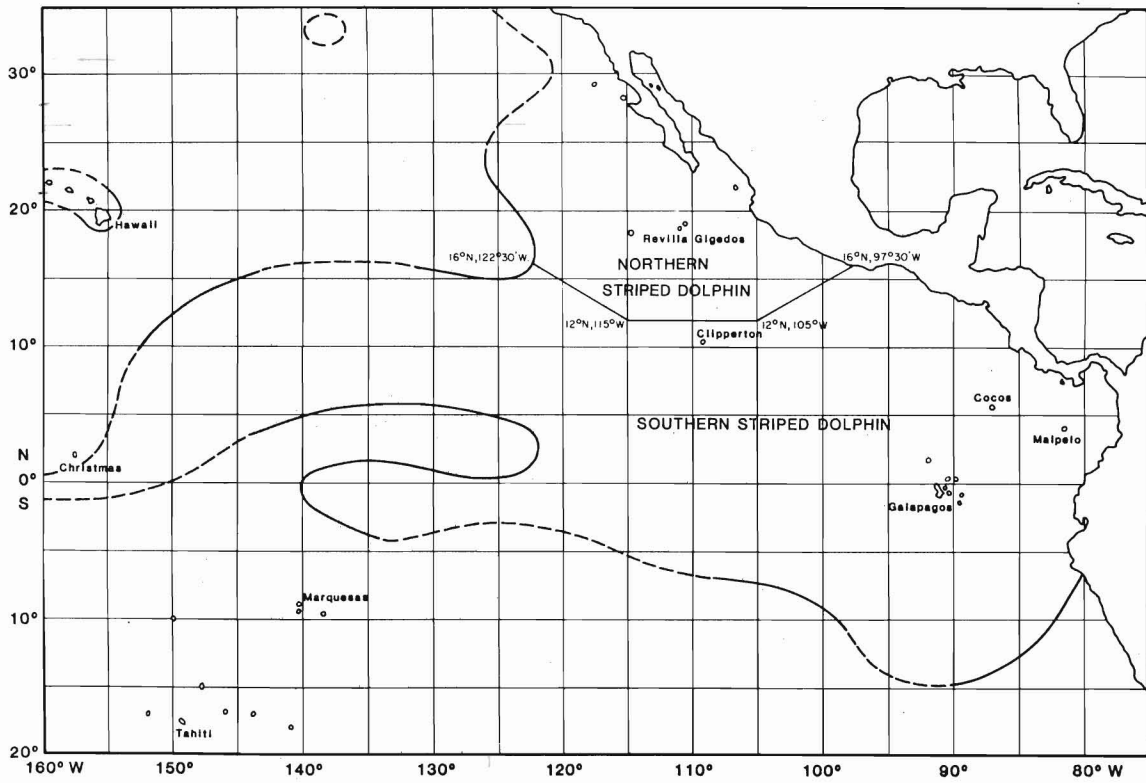 30°
20°
Hawaii
Revilla Gigedos
16°N,122°30'W.
NORTHERN
16°N,97°30'W
STRIPED DOLPHIN
12°N,115°W
12°N,105°W
Clipperton
10°
Cocos
SOUTHERN STRIPED DOLPHIN
Malpelo
N
Christmas
0°
S
Galapagos
Marquesas
10°
Tahiti
20°
160° W
150°
140°
130°
120°
110°
100°
90°
80° W